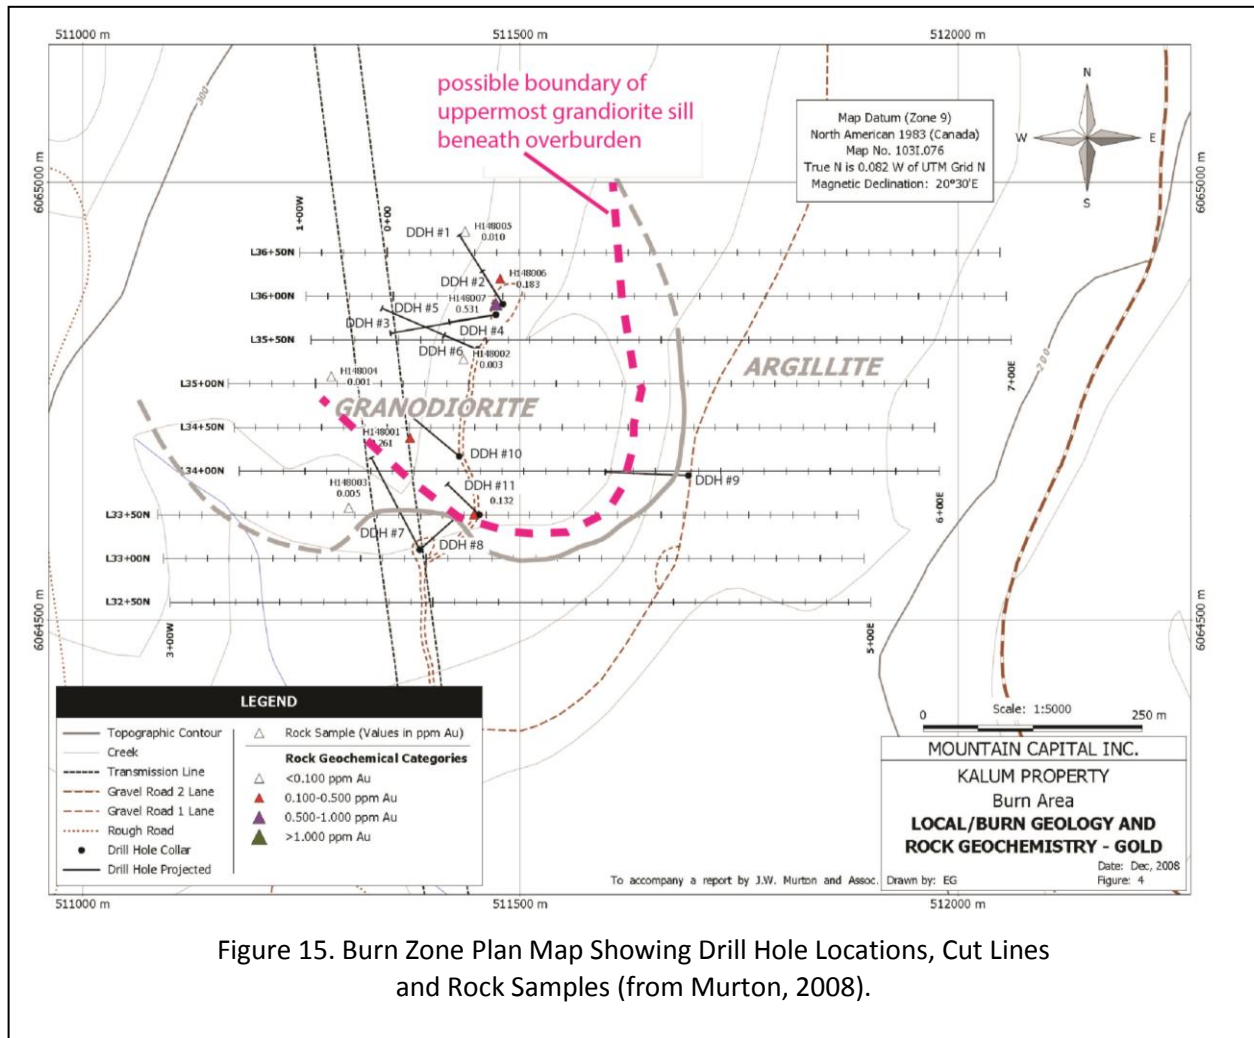 511000 m
511500 m
512000 m
possible boundary of
uppermost grandiorite sill
beneath overburden
300
Map Datum (Zone 9)
North American 1983 (Canada)
Map No. 103I.076
True N is 0.082 W of UTM Grid N
Magnetic Declination: 20°30'E
N
W
E
S
6065000 m
6065000 m
1+00W
0+00
DDH #1
H148005
0.010
L36+50N
DDH #2
H148006
0.183
L36+00N
DDH #5
H148007
0.531
DDH #3
DDH #4
L35+50N
DDH #6
H148002
0.003
ARGILLITE
200
7+00E
H148004
0.001
L35+00N
GRANODIORITE
L34+50N
H148001
0.261
DDH #10
L34+00N
H148003
0.005
DDH #11
0.132
DDH #9
L33+50N
6+00E
DDH #7
DDH #8
L33+00N
L32+50N
3+00W
5+00E
6064500 m
6064500 m
LEGEND
Topographic Contour
Creek
Transmission Line
Gravel Road 2 Lane
Gravel Road 1 Lane
Rough Road
Drill Hole Collar
Drill Hole Projected
Rock Sample (Values in ppm Au)
Rock Geochemical Categories
<0.100 ppm Au
0.100-0.500 ppm Au
0.500-1.000 ppm Au
>1.000 ppm Au
Scale: 1:5000
0
250 m
MOUNTAIN CAPITAL INC.
KALUM PROPERTY
Burn Area
LOCAL/BURN GEOLOGY AND
ROCK GEOCHEMISTRY - GOLD
Date: Dec, 2008
To accompany a report by J.W. Murton and Assoc. Drawn by: EG
Figure: 4
511000 m
511500 m
512000 m
Figure 15. Burn Zone Plan Map Showing Drill Hole Locations, Cut Lines
and Rock Samples (from Murton, 2008).